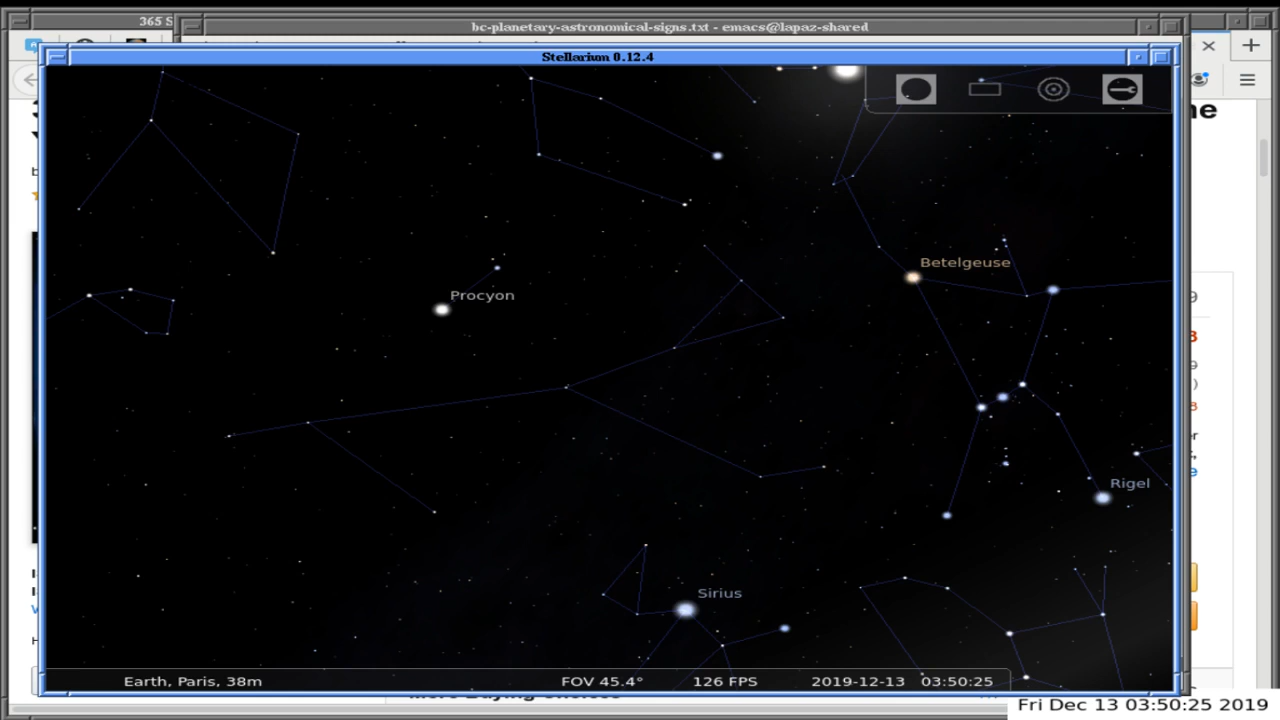 365 S
bc-planetary-astronomical-signs.txt - emacs@lapaz-shared
Stellarium 0.12.4
Betelgeuse
Procyon
Rigel
Sirius
Earth, Paris, 38m
FOV 45.4°
126 FPS
2019-12-13 03:50:25
Fri Dec 13 03:50:25 2019